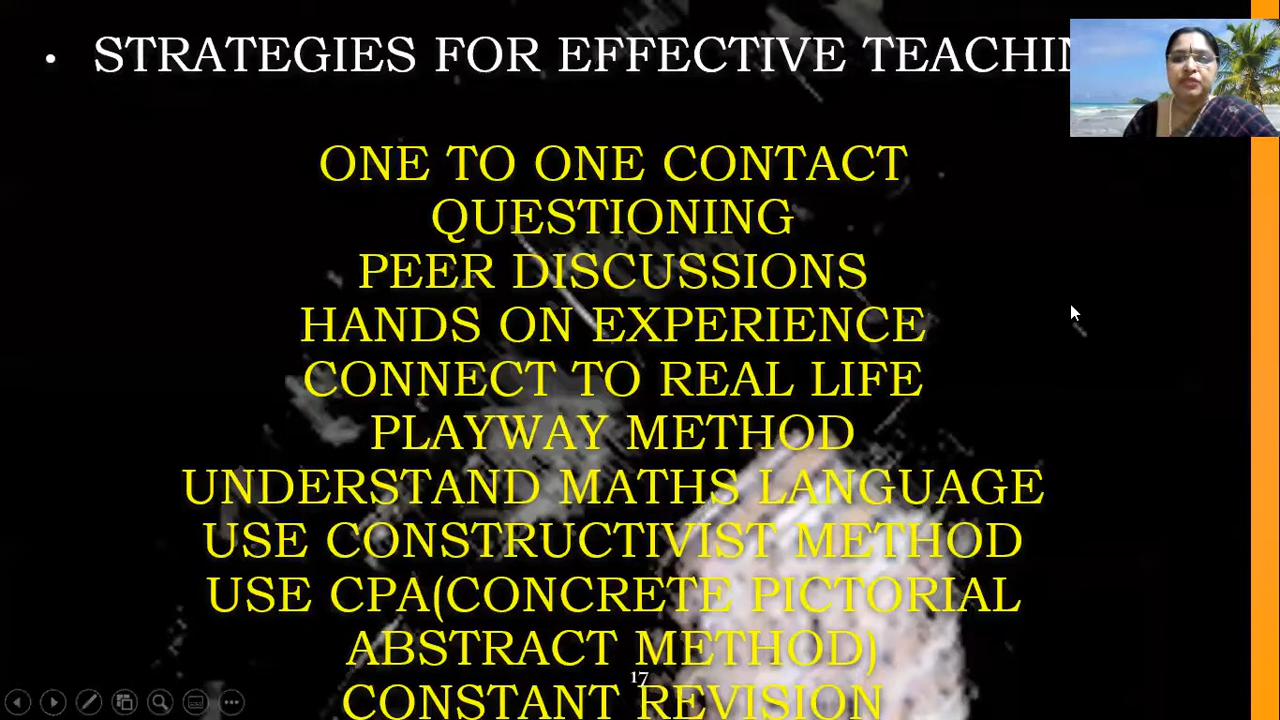 • STRATEGIES FOR EFFECTIVE TEACHIN
ONE TO ONE CONTACT
QUESTIONING
PEER DISCUSSIONS
HANDS ON EXPERIENCE
CONNECT TO REAL LIFE
PLAYWAY METHOD
UNDERSTAND MATHS LANGUAGE
USE CONSTRUCTIVIST METHOD
USE CPA(CONCRETE PICTORIAL
ABSTRACT METHOD)
17
CONSTANT REVISION